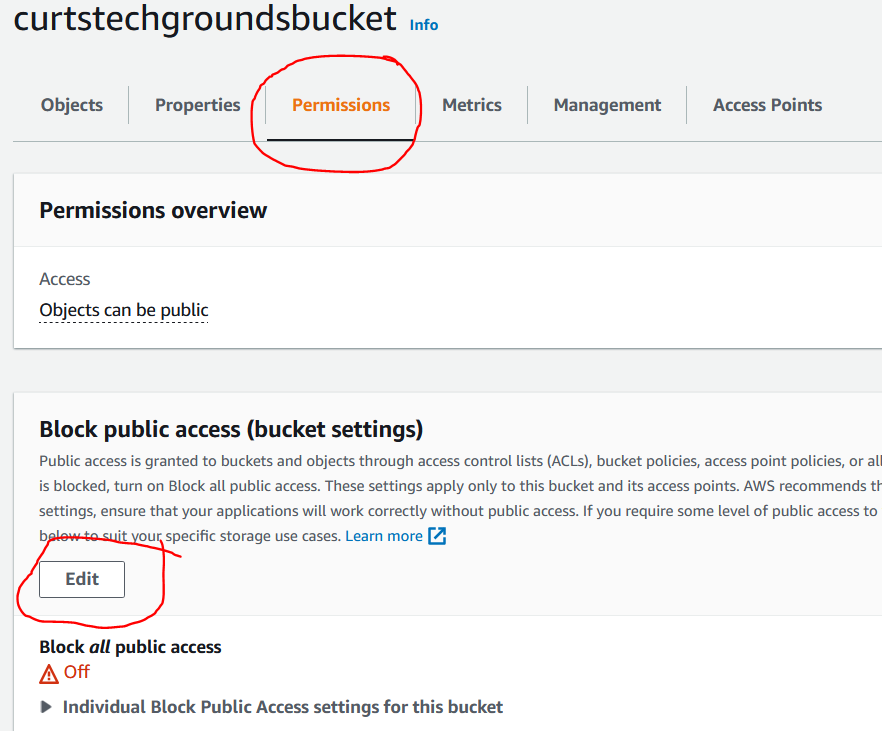 curtstechgroundsbucket Info
Objects Properties Permissions Metrics Management Access Points
Permissions overview
Access
Objects can be public
Block public access (bucket settings)
Public access is granted to buckets and objects through access control lists (ACLs), bucket policies, access point policies, or all
is blocked, turn on Block all public access. These settings apply only to this bucket and its access points. AWS recommends th
settings, ensure that your applications will work correctly without public access. If you require some level of public access to
below to suit your specific storage use cases. Learn more
Edit
Block all public access
Off
Individual Block Public Access settings for this bucket